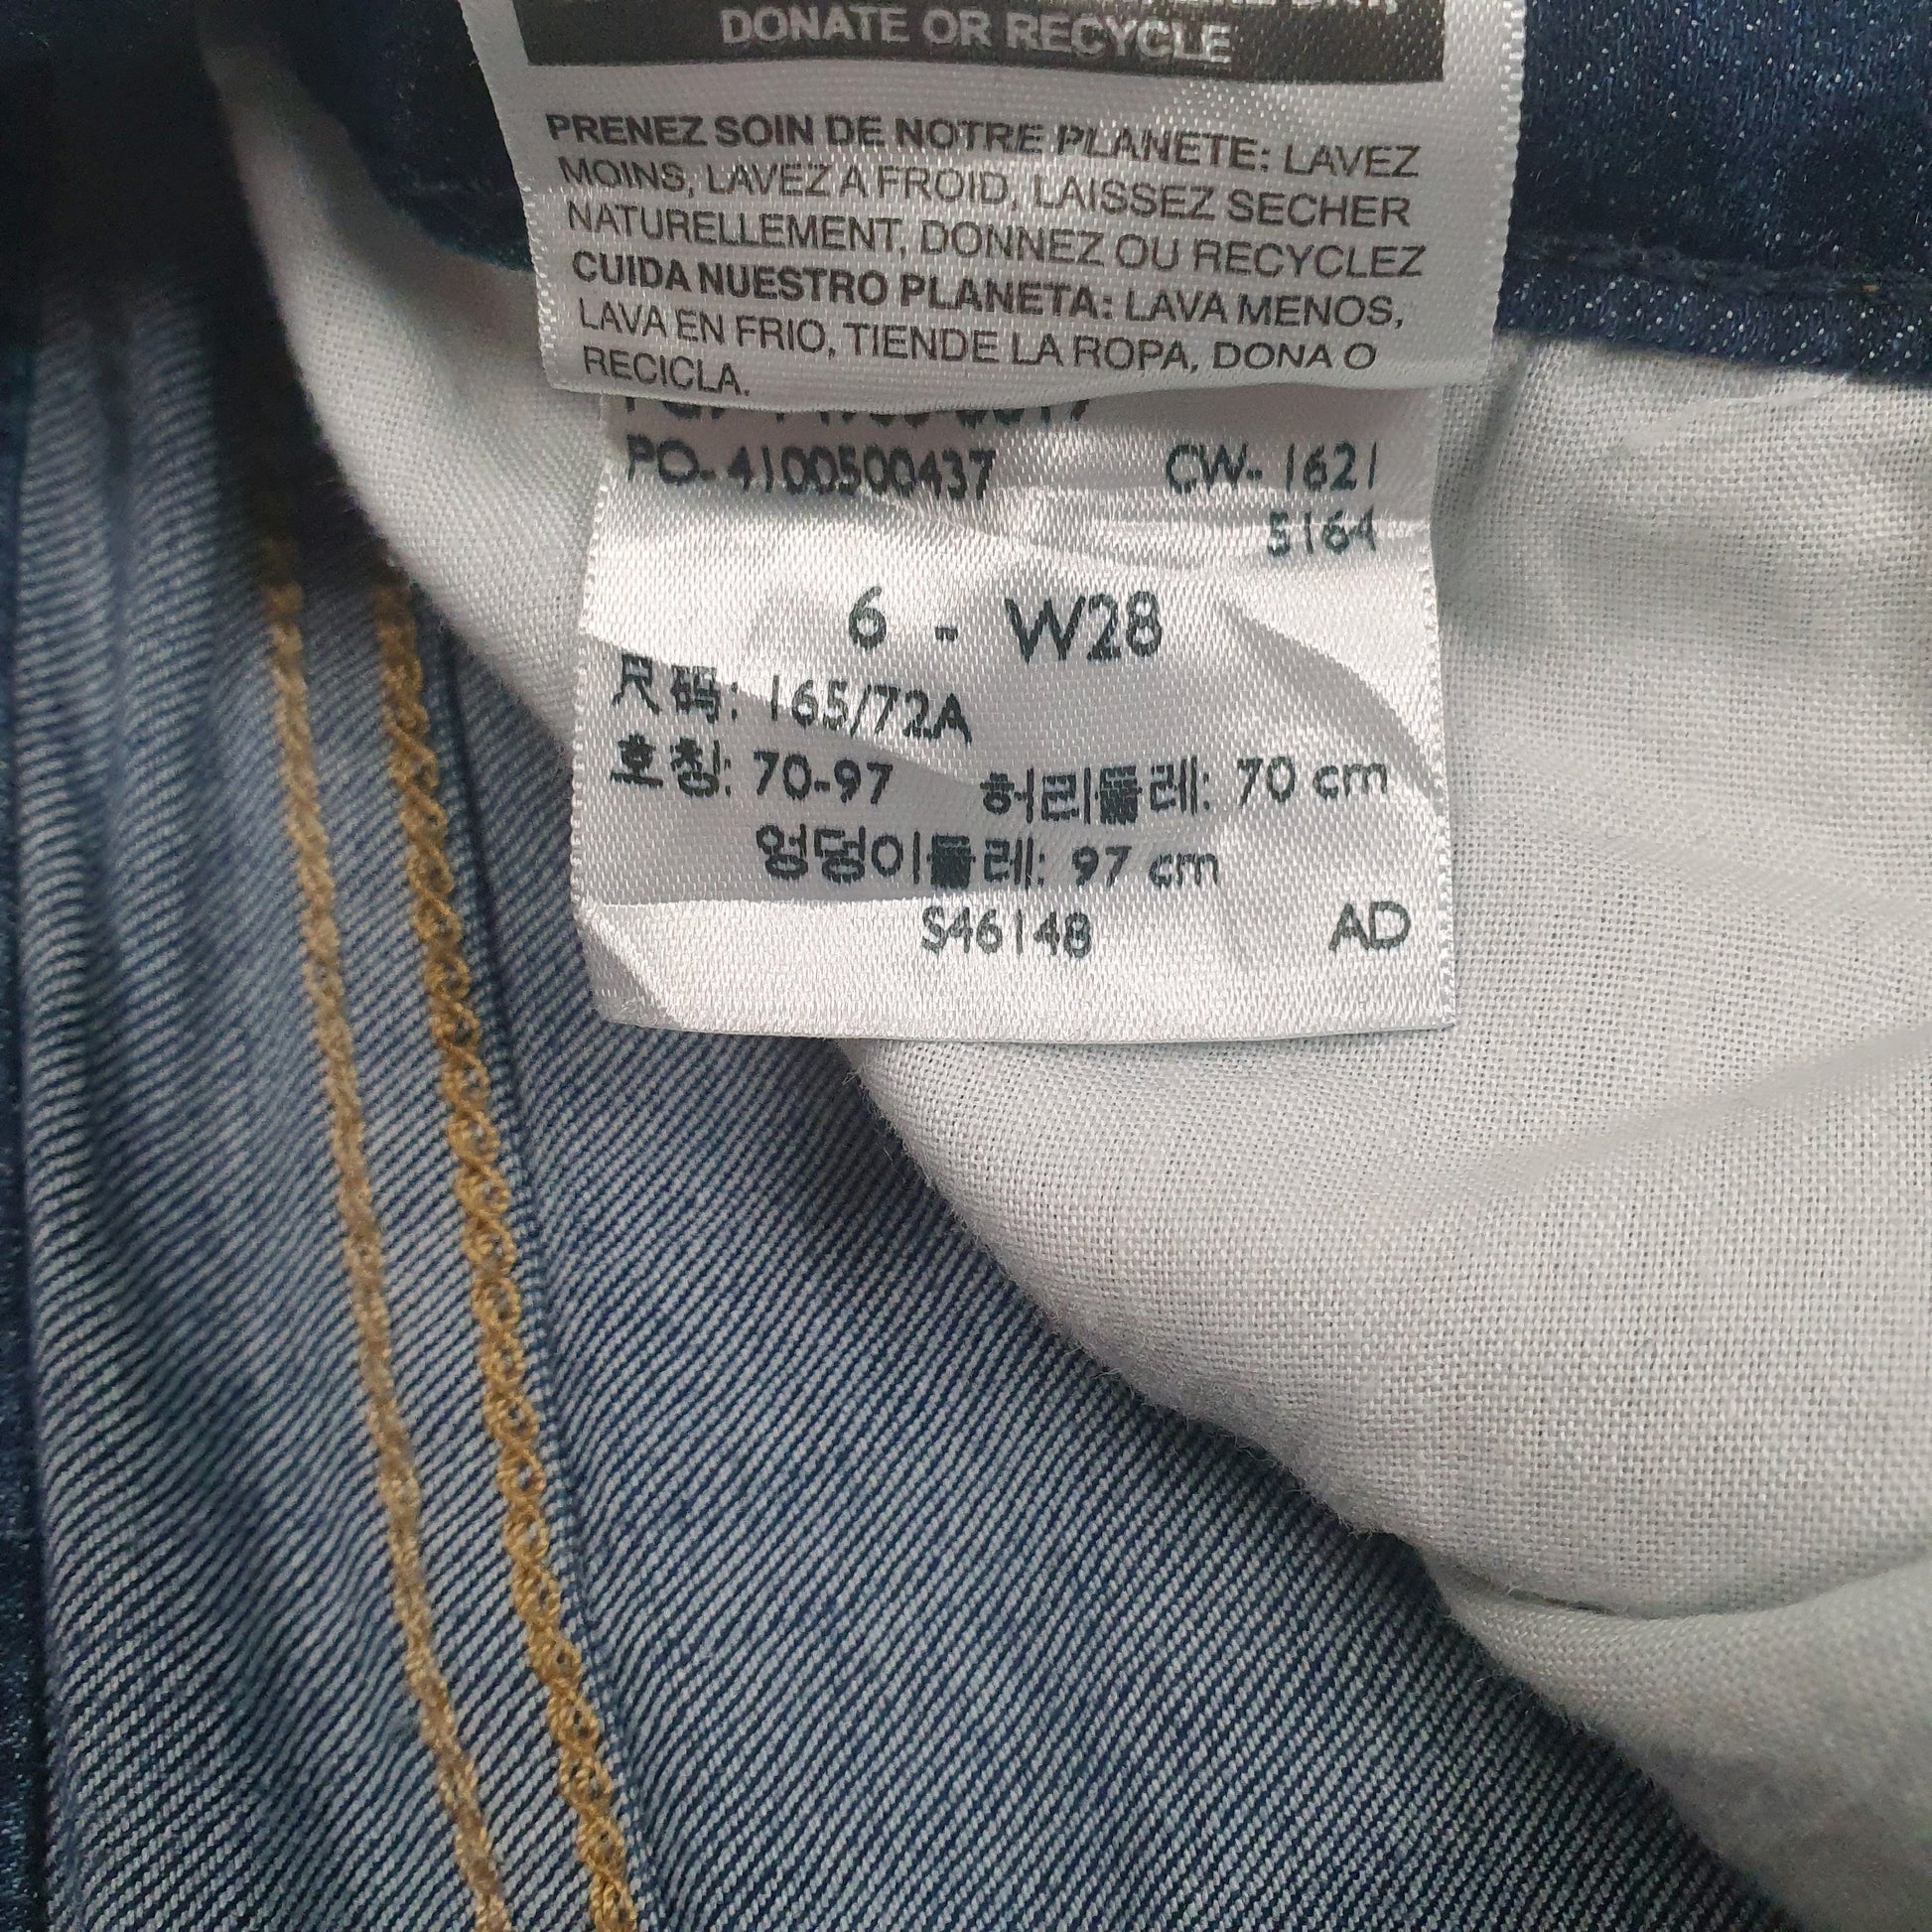 DONATE OR RECYCLE
PRENEZ SOIN DE NOTRE PLANETE: LAVEZ
MOINS, LAVEZ A FROID, LAISSEZ SECHER
NATURELLEMENT, DONNEZ OU RECYCLEZ
CUIDA NUESTRO PLANETA: LAVA MENOS,
LAVA EN FRIO, TIENDE LA ROPA, DONA O
RECICLA.
PO- 4100500437 CW- 1621
5164
6 - W28
尺码: 165/72A
호칭: 70-97 허리둘레: 70 cm
엉덩이둘레: 97 cm
S46148 AD